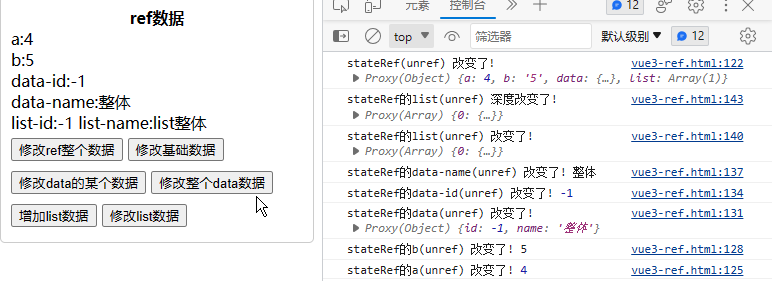 ref数据
a:4
b:5
data-id:-1
data-name:整体
list-id:-1 list-name:list整体
修改ref整个数据 修改基础数据
修改data的某个数据 修改整个data数据
增加list数据 修改list数据
元素 控制台 12
top 筛选器 默认级别 12
stateRef(unref) 改变了! vue3-ref.html:122
Proxy(Object) {a: 4, b: '5', data: {…}, list: Array(1)}
stateRef的list(unref) 深度改变了! vue3-ref.html:143
Proxy(Array) {0: {…}}
stateRef的list(unref) 改变了! vue3-ref.html:140
Proxy(Array) {0: {…}}
stateRef的data-name(unref) 改变了! 整体 vue3-ref.html:137
stateRef的data-id(unref) 改变了! -1 vue3-ref.html:134
stateRef的data(unref) 改变了! vue3-ref.html:131
Proxy(Object) {id: -1, name: '整体'}
stateRef的b(unref) 改变了! 5 vue3-ref.html:128
stateRef的a(unref) 改变了! 4 vue3-ref.html:125